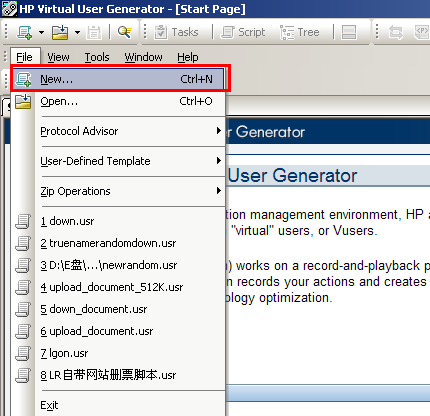 HP Virtual User Generator - [Start Page]
Tasks Script Tree
File View Tools Window Help
New... Ctrl+N
Open... Ctrl+O
Protocol Advisor
er Generator
User-Defined Template
User Generator
Zip Operations
1 down.usr
tion management environment, HP a
"virtual" users, or Vusers.
2 truenamerandomdown.usr
3 D:\E盘\...\newrandom.usr
) works on a record-and-playback p
4 upload_document_512K.usr
n records your actions and creates
ology optimization.
5 down_document.usr
6 upload_document.usr
7 lgon.usr
8 LR自带网站删票脚本.usr
Exit